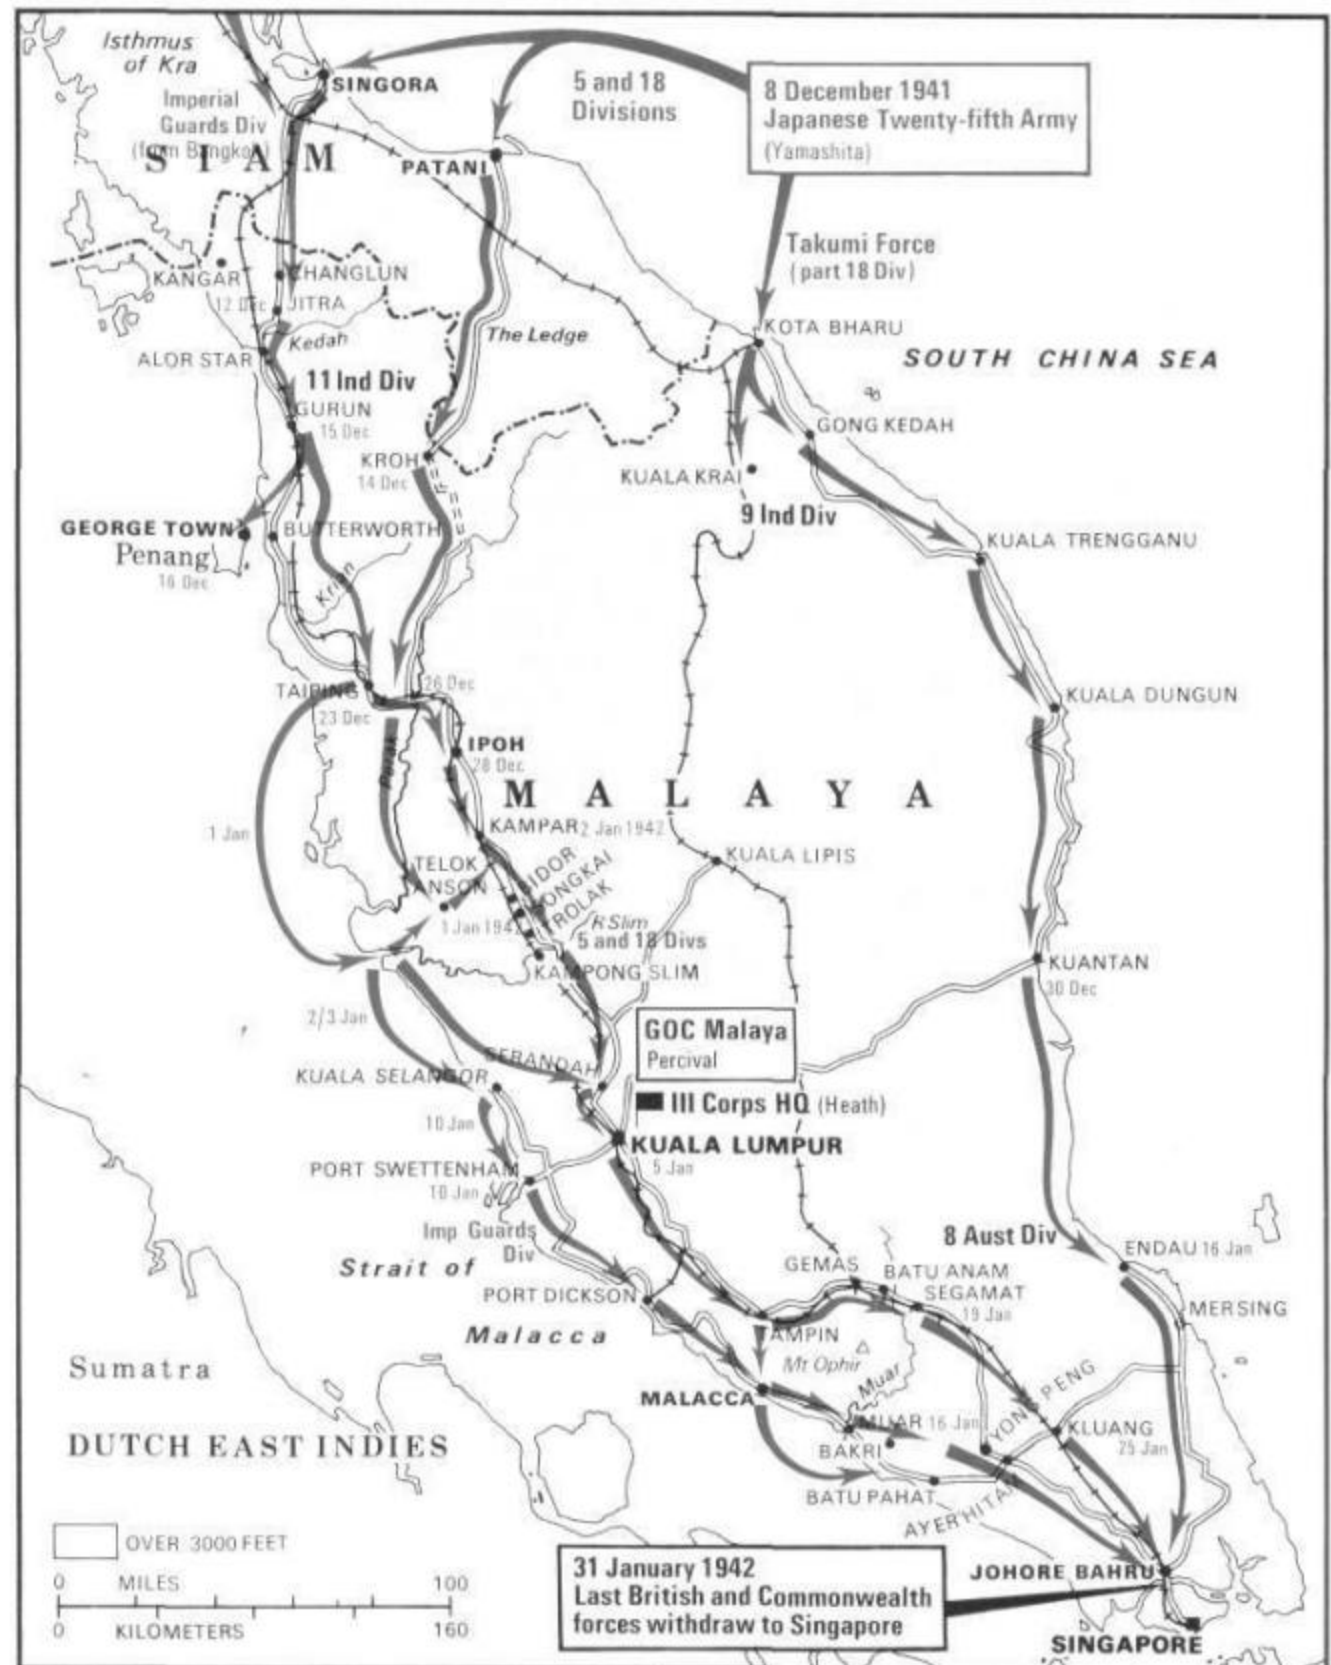 Isthmus
of Kra
SINGORA
Imperial
Guards Div
(from Bangkok)
SIAM
5 and 18
Divisions
8 December 1941
Japanese Twenty-fifth Army
(Yamashita)
PATANI
Takumi Force
(part 18 Div)
KANGAR
CHANGLUN
12 Dec
JITRA
Kedah
ALOR STAR
The Ledge
KOTA BHARU
SOUTH CHINA SEA
11 Ind Div
GURUN
15 Dec
GONG KEDAH
KROH
14 Dec
KUALA KRAI
9 Ind Div
GEORGE TOWN
Penang
16 Dec
BUTTERWORTH
Krian
KUALA TRENGGANU
TAIPING
23 Dec
26 Dec
KUALA DUNGUN
Perak
IPOH
28 Dec
MALAYA
1 Jan
KAMPAR 2 Jan 1942
KUALA LIPIS
TELOK
ANSON
1 Jan 1942
BIDOR
SONGKAI
TROLAK
R Slim
5 and 18 Divs
KAMPONG SLIM
KUANTAN
30 Dec
2/3 Jan
GOC Malaya
Percival
SERANDAH
KUALA SELANGOR
III Corps HQ (Heath)
10 Jan
KUALA LUMPUR
5 Jan
PORT SWETTENHAM
10 Jan
Imp Guards
Div
8 Aust Div
ENDAU 16 Jan
Strait of
Malacca
GEMAS
BATU ANAM
SEGAMAT
19 Jan
PORT DICKSON
MERSING
TAMPIN
Mt Ophir
Muar
MALACCA
MUAR 16 Jan
BAKRI
YONG PENG
KLUANG
25 Jan
BATU PAHAT
AYER HITAM
Sumatra
DUTCH EAST INDIES
OVER 3000 FEET
0 MILES 100
0 KILOMETERS 160
31 January 1942
Last British and Commonwealth
forces withdraw to Singapore
JOHORE BAHRU
SINGAPORE